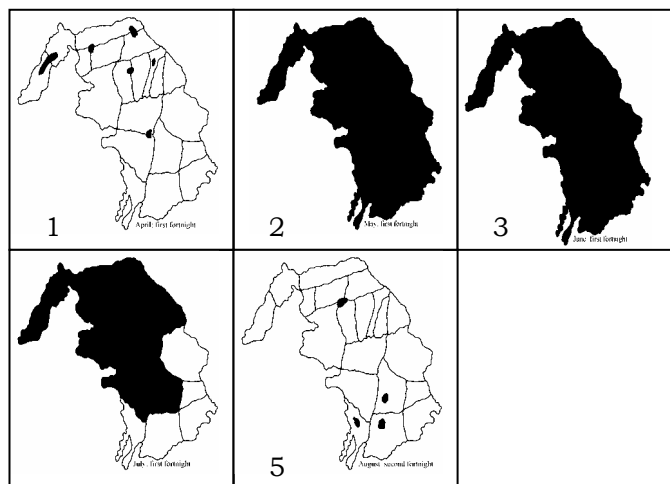 1
April; first fortnight
2
May, first fortnight
3
June first fortnight
July, first fortnight
5
August second fortnight